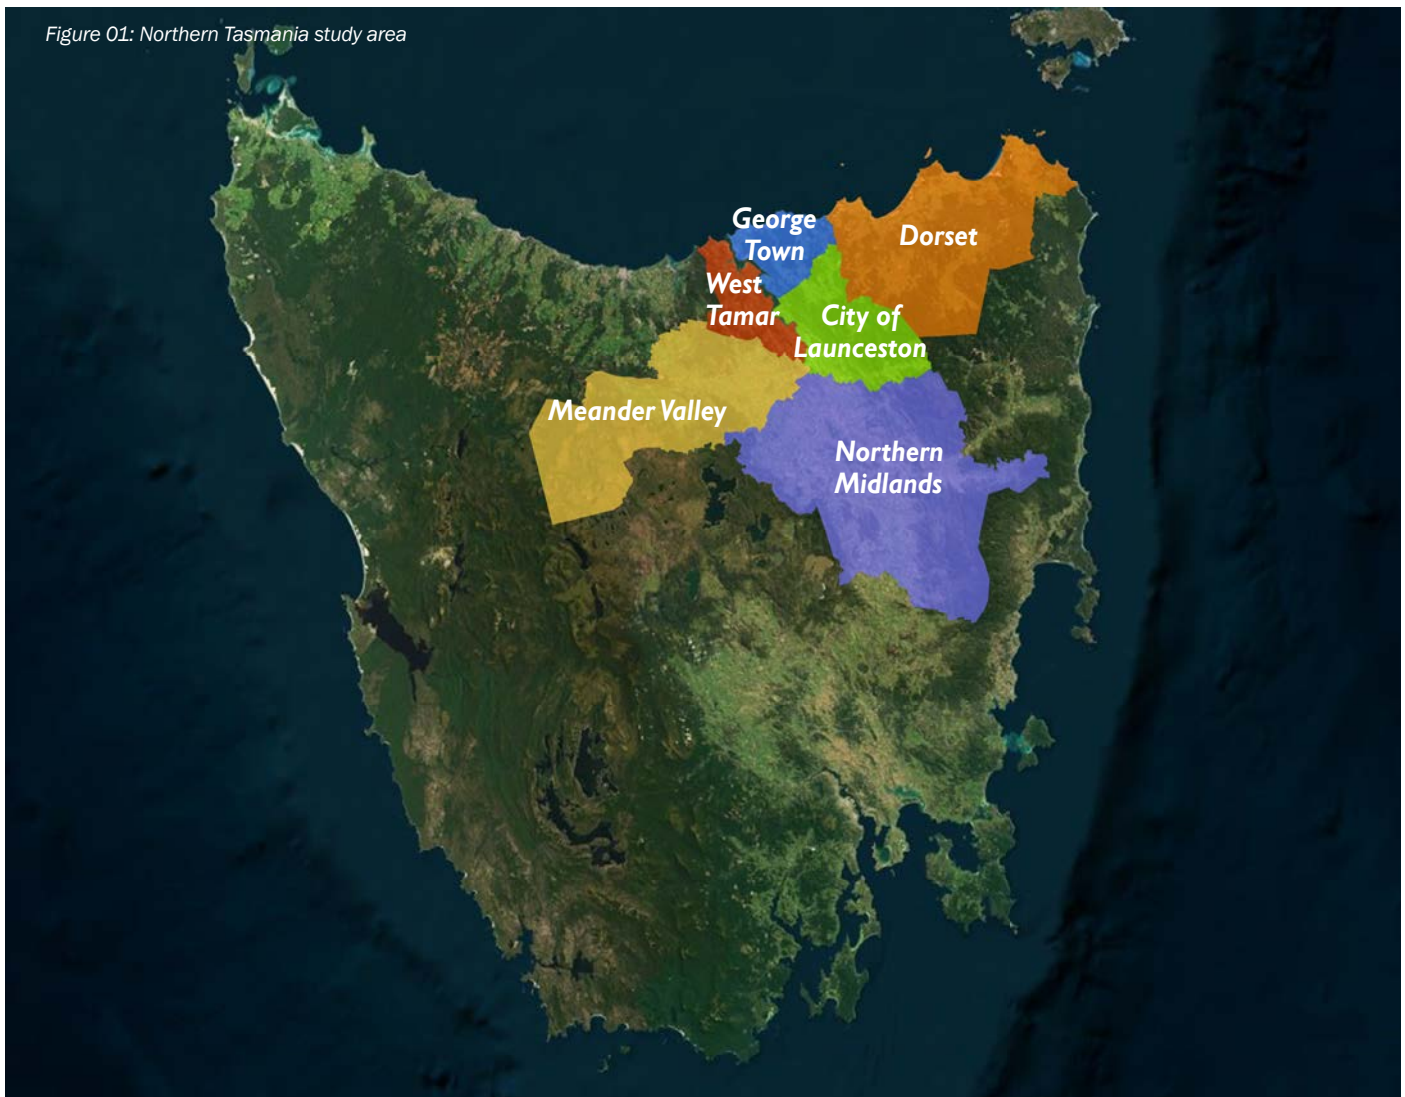 Figure 01: Northern Tasmania study area
George
Town
Dorset
West
Tamar
City of
Launceston
Meander Valley
Northern
Midlands